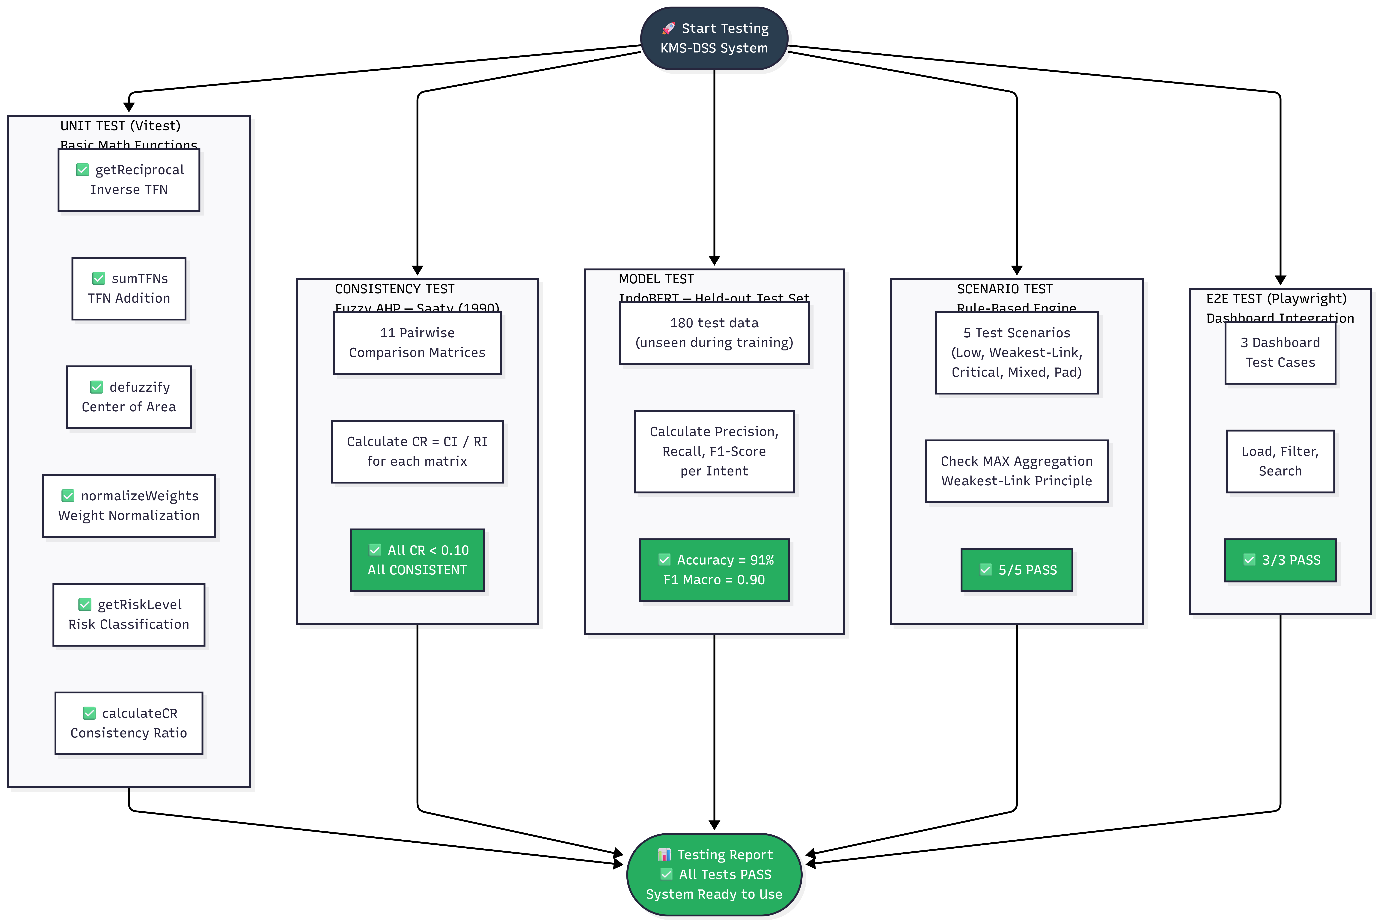 🚀 Start Testing
KMS-DSS System
UNIT TEST (Vitest)
Basic Math Functions
✅ getReciprocal
Inverse TFN
✅ sumTFNs
TFN Addition
✅ defuzzify
Center of Area
✅ normalizeWeights
Weight Normalization
✅ getRiskLevel
Risk Classification
✅ calculateCR
Consistency Ratio
CONSISTENCY TEST
Fuzzy AHP — Saaty (1990)
11 Pairwise
Comparison Matrices
Calculate CR = CI / RI
for each matrix
✅ All CR < 0.10
All CONSISTENT
MODEL TEST
IndoBERT — Held-out Test Set
180 test data
(unseen during training)
Calculate Precision,
Recall, F1-Score
per Intent
✅ Accuracy = 91%
F1 Macro = 0.90
SCENARIO TEST
Rule-Based Engine
5 Test Scenarios
(Low, Weakest-Link,
Critical, Mixed, Pad)
Check MAX Aggregation
Weakest-Link Principle
✅ 5/5 PASS
E2E TEST (Playwright)
Dashboard Integration
3 Dashboard
Test Cases
Load, Filter,
Search
✅ 3/3 PASS
📊 Testing Report
✅ All Tests PASS
System Ready to Use